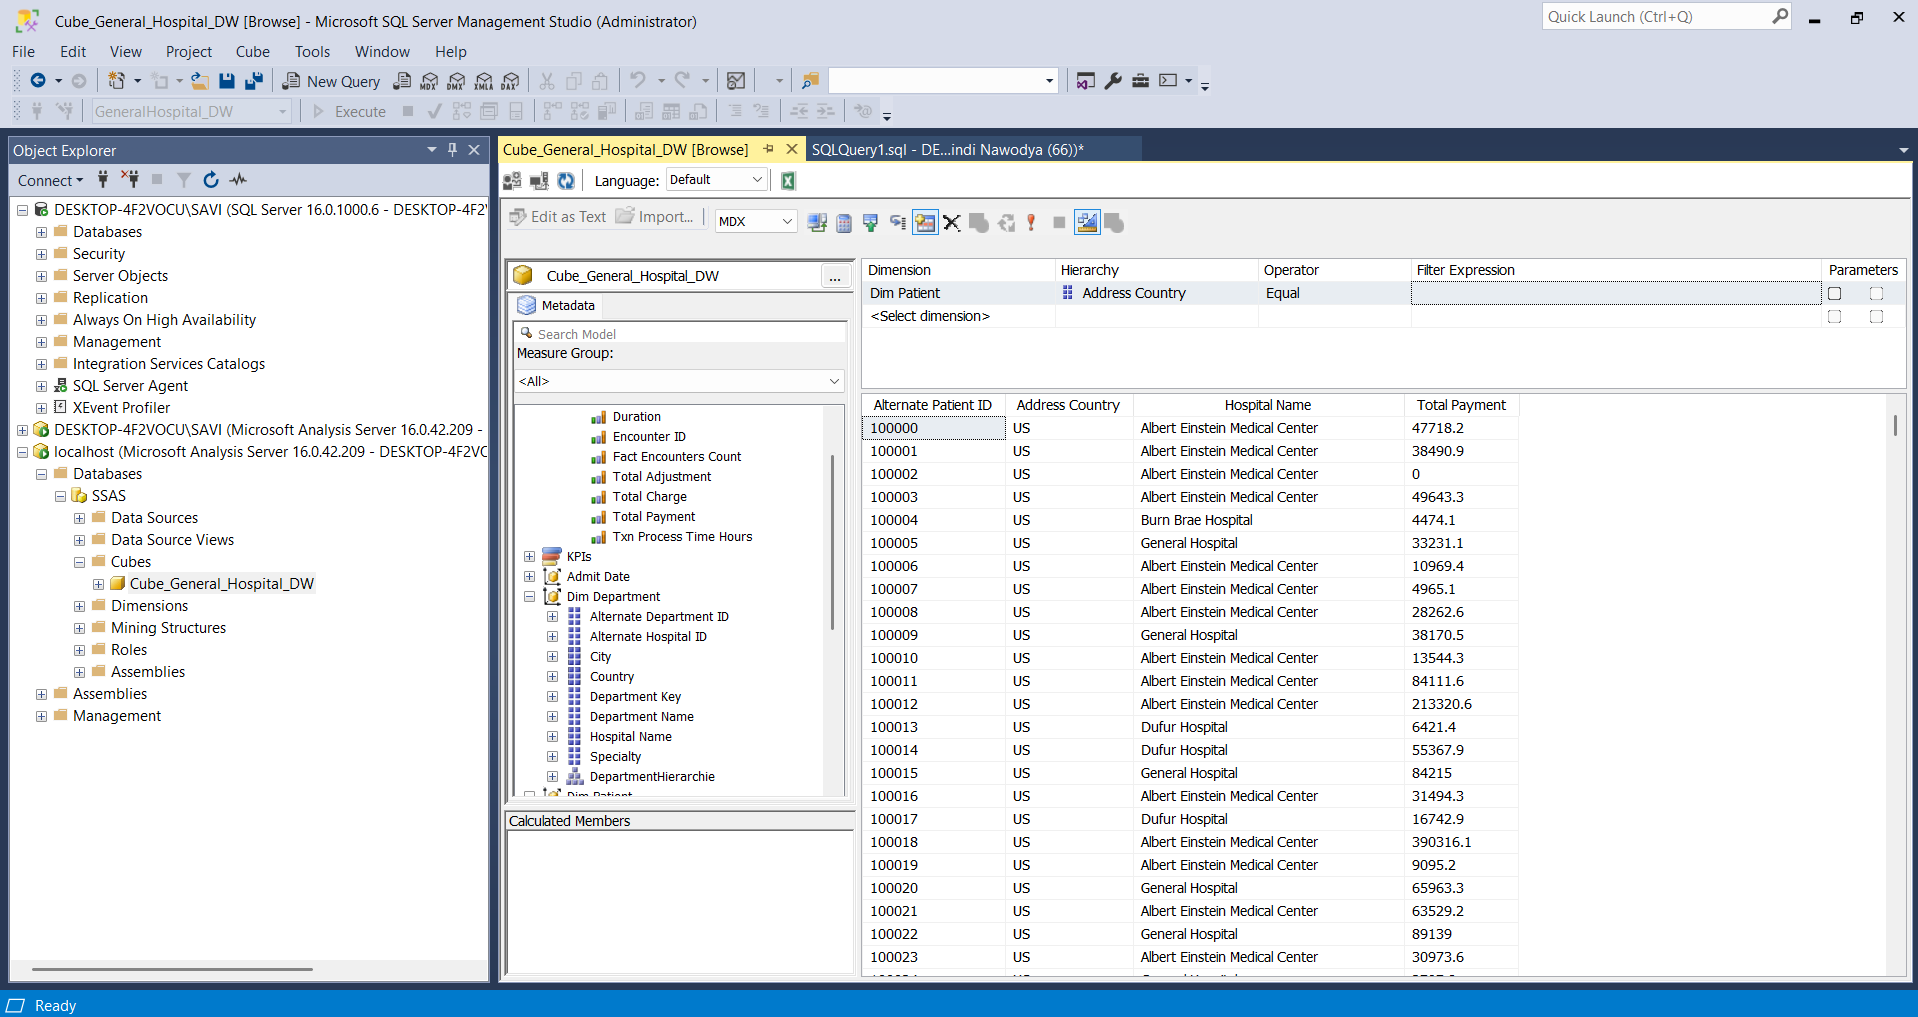 Cube_General_Hospital_DW [Browse] - Microsoft SQL Server Management Studio (Administrator)
Quick Launch (Ctrl+Q)
File Edit View Project Cube Tools Window Help
New Query MDX DMX XMLA DAX
GeneralHospital_DW Execute
Object Explorer
Cube_General_Hospital_DW [Browse] SQLQuery1.sql - DE...indi Nawodya (66))*
Connect
Language: Default
DESKTOP-4F2VOCU\SAVI (SQL Server 16.0.1000.6 - DESKTOP-4F2V
Databases
Security
Server Objects
Replication
Always On High Availability
Management
Integration Services Catalogs
SQL Server Agent
XEvent Profiler
DESKTOP-4F2VOCU\SAVI (Microsoft Analysis Server 16.0.42.209 -
localhost (Microsoft Analysis Server 16.0.42.209 - DESKTOP-4F2VC
Databases
SSAS
Data Sources
Data Source Views
Cubes
Cube_General_Hospital_DW
Dimensions
Mining Structures
Roles
Assemblies
Assemblies
Management
Edit as Text Import... MDX
Cube_General_Hospital_DW ...
Metadata
Search Model
Measure Group:
<All>
Duration
Encounter ID
Fact Encounters Count
Total Adjustment
Total Charge
Total Payment
Txn Process Time Hours
KPIs
Admit Date
Dim Department
Alternate Department ID
Alternate Hospital ID
City
Country
Department Key
Department Name
Hospital Name
Specialty
DepartmentHierarchie
Dim Patient
Calculated Members
Dimension Hierarchy Operator Filter Expression Parameters
Dim Patient Address Country Equal
<Select dimension>
Alternate Patient ID Address Country Hospital Name Total Payment
100000 US Albert Einstein Medical Center 47718.2
100001 US Albert Einstein Medical Center 38490.9
100002 US Albert Einstein Medical Center 0
100003 US Albert Einstein Medical Center 49643.3
100004 US Burn Brae Hospital 4474.1
100005 US General Hospital 33231.1
100006 US Albert Einstein Medical Center 10969.4
100007 US Albert Einstein Medical Center 4965.1
100008 US Albert Einstein Medical Center 28262.6
100009 US General Hospital 38170.5
100010 US Albert Einstein Medical Center 13544.3
100011 US Albert Einstein Medical Center 84111.6
100012 US Albert Einstein Medical Center 213320.6
100013 US Dufur Hospital 6421.4
100014 US Dufur Hospital 55367.9
100015 US General Hospital 84215
100016 US Albert Einstein Medical Center 31494.3
100017 US Dufur Hospital 16742.9
100018 US Albert Einstein Medical Center 390316.1
100019 US Albert Einstein Medical Center 9095.2
100020 US General Hospital 65963.3
100021 US Albert Einstein Medical Center 63529.2
100022 US General Hospital 89139
100023 US Albert Einstein Medical Center 30973.6
Ready